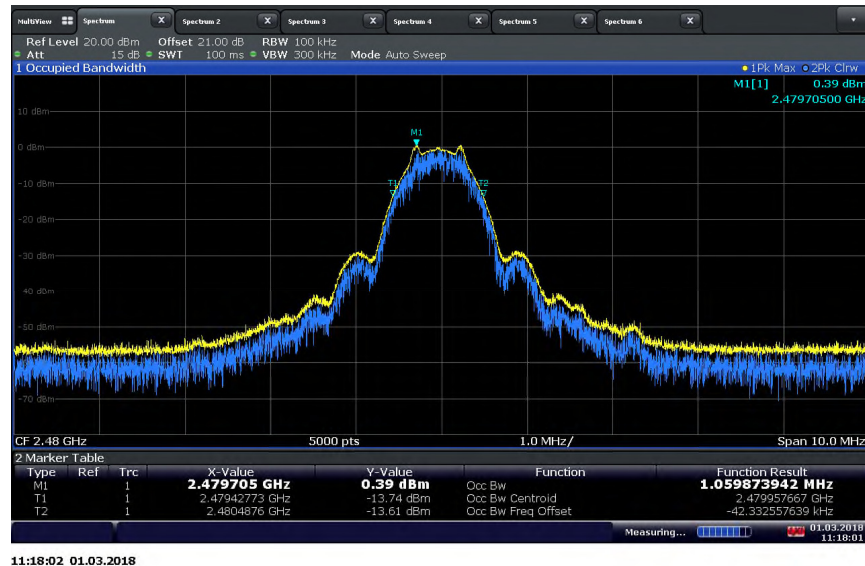 MultiView Spectrum X Spectrum 2 X Spectrum 3 X Spectrum 4 X Spectrum 5 X Spectrum 6 X
Ref Level 20.00 dBm Offset 21.00 dB RBW 100 kHz
Att 15 dB SWT 100 ms VBW 300 kHz Mode Auto Sweep
1 Occupied Bandwidth 1Pk Max 2Pk Clrw
M1[1] 0.39 dBm
2.47970500 GHz
10 dBm
M1
0 dBm
-10 dBm
T1 T2
-20 dBm
-30 dBm
-40 dBm
-50 dBm
-60 dBm
-70 dBm
CF 2.48 GHz 5000 pts 1.0 MHz/ Span 10.0 MHz
2 Marker Table
Type Ref Trc X-Value Y-Value Function Function Result
M1 1 2.479705 GHz 0.39 dBm Occ Bw 1.059873942 MHz
T1 1 2.47942773 GHz -13.74 dBm Occ Bw Centroid 2.479957667 GHz
T2 1 2.4804876 GHz -13.61 dBm Occ Bw Freq Offset -42.332557639 kHz
Measuring... 01.03.2018
11:18:01
11:18:02 01.03.2018